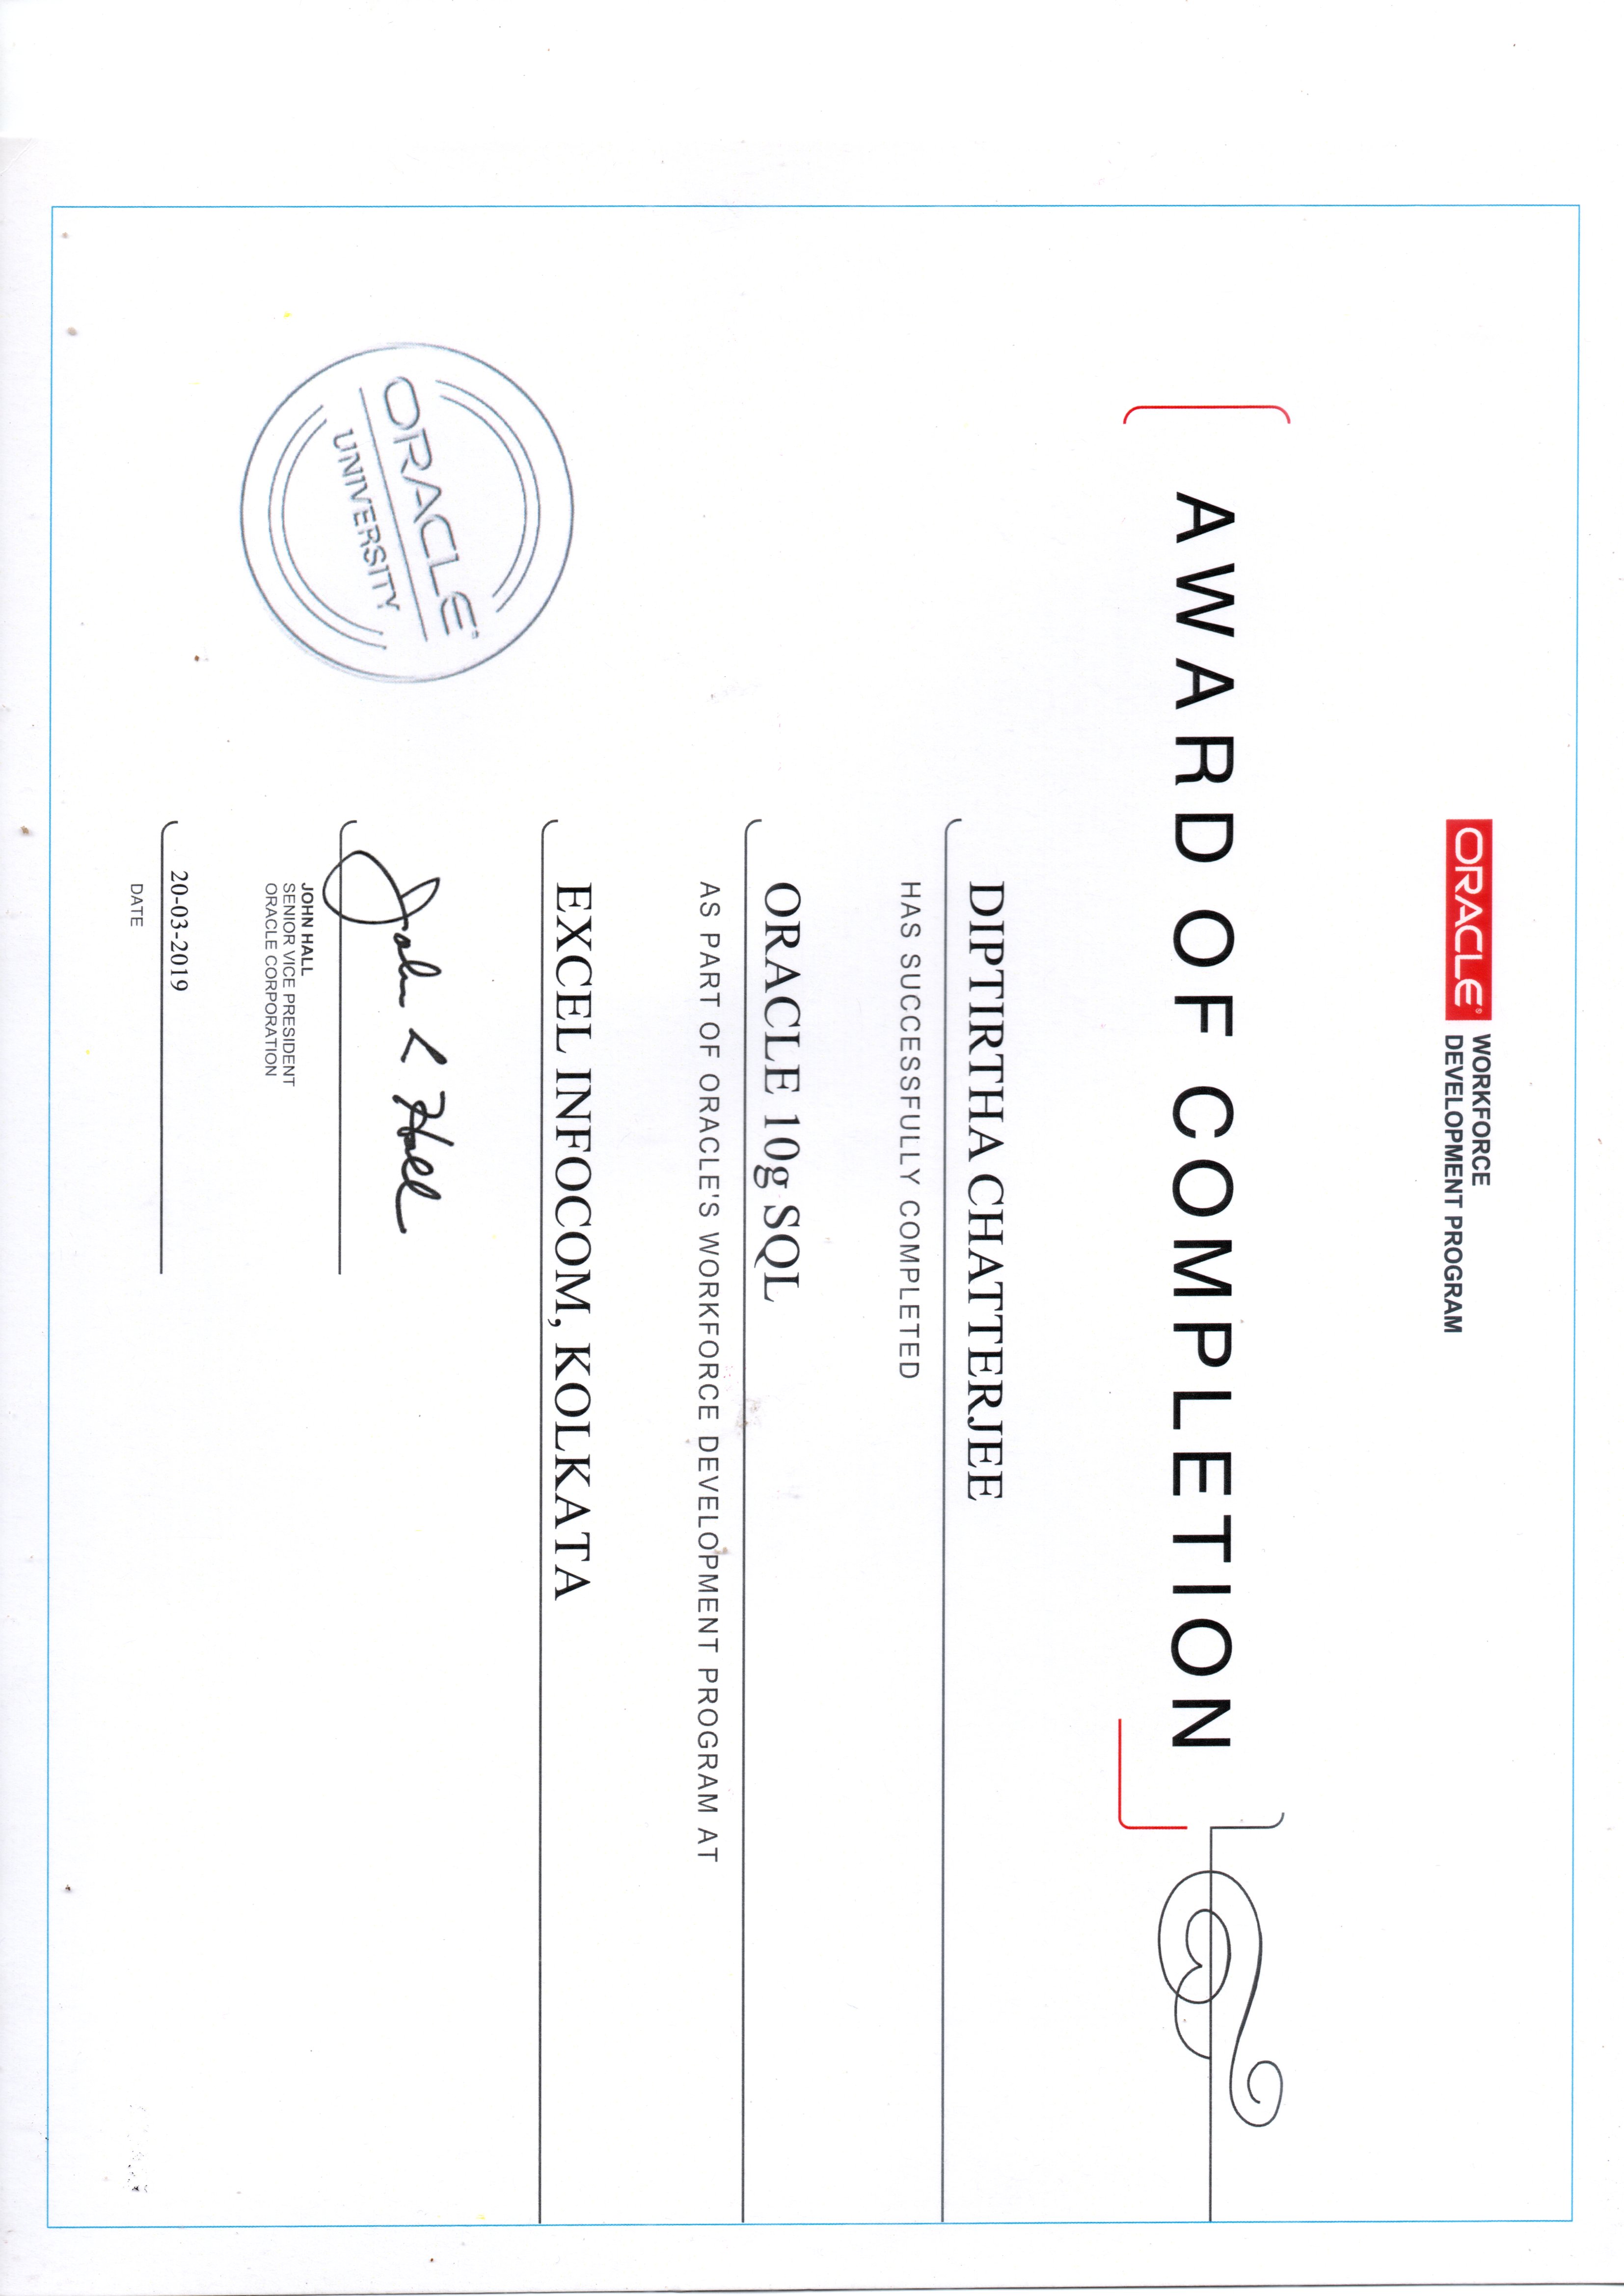 ORACLE® WORKFORCE
DEVELOPMENT PROGRAM
AWARD OF COMPLETION
DIPTIRTHA CHATTERJEE
HAS SUCCESSFULLY COMPLETED
ORACLE 10g SQL
AS PART OF ORACLE'S WORKFORCE DEVELOPMENT PROGRAM AT
EXCEL INFOCOM, KOLKATA
ORACLE®
UNIVERSITY
John L Hall
JOHN HALL
SENIOR VICE PRESIDENT
ORACLE CORPORATION
20-03-2019
DATE